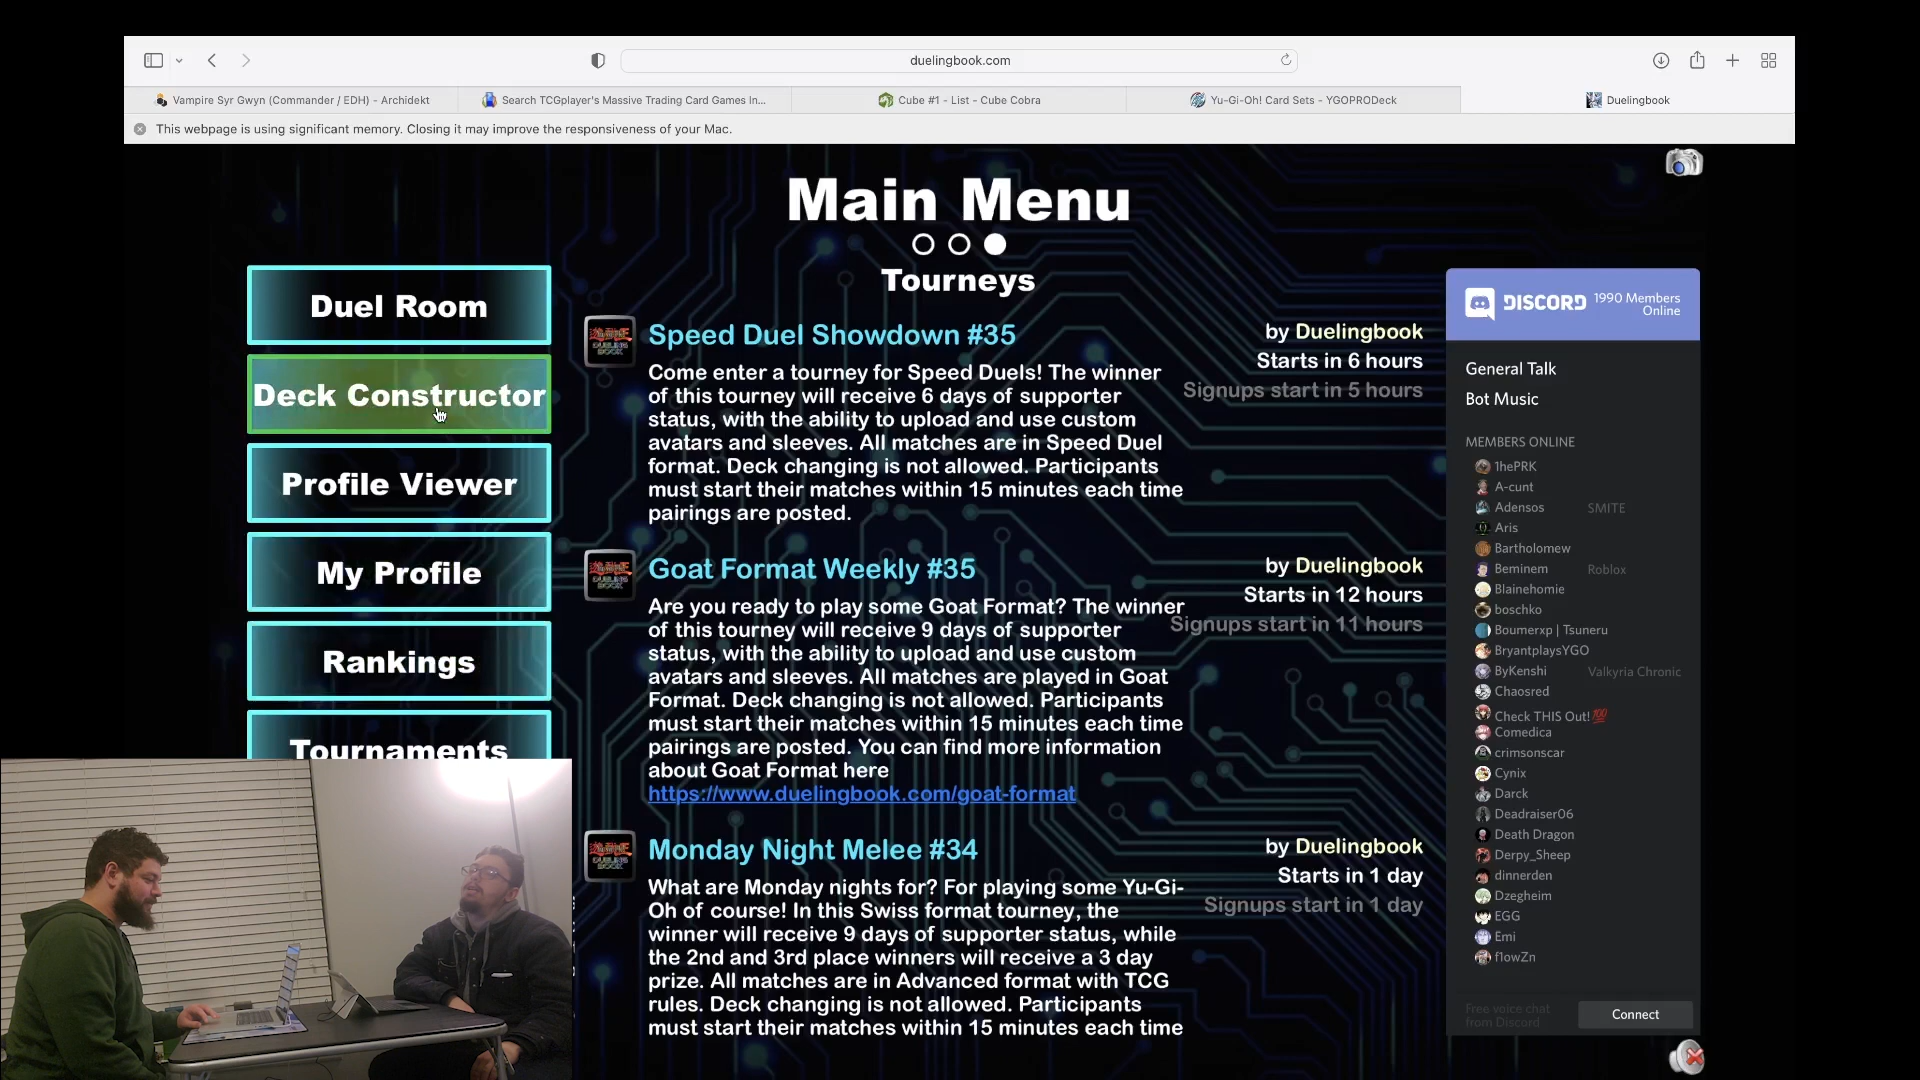 duelingbook.com
Vampire Syr Gwyn (Commander / EDH) - Archidekt
Search TCGplayer's Massive Trading Card Games In...
Cube #1 - List - Cube Cobra
Yu-Gi-Oh! Card Sets - YGOPRODeck
Duelingbook
This webpage is using significant memory. Closing it may improve the responsiveness of your Mac.
Main Menu
Tourneys
Duel Room
Deck Constructor
Profile Viewer
My Profile
Rankings
Tournaments
Speed Duel Showdown #35
by Duelingbook
Starts in 6 hours
Signups start in 5 hours
Come enter a tourney for Speed Duels! The winner
of this tourney will receive 6 days of supporter
status, with the ability to upload and use custom
avatars and sleeves. All matches are in Speed Duel
format. Deck changing is not allowed. Participants
must start their matches within 15 minutes each time
pairings are posted.
Goat Format Weekly #35
by Duelingbook
Starts in 12 hours
Signups start in 11 hours
Are you ready to play some Goat Format? The winner
of this tourney will receive 9 days of supporter
status, with the ability to upload and use custom
avatars and sleeves. All matches are played in Goat
Format. Deck changing is not allowed. Participants
must start their matches within 15 minutes each time
pairings are posted. You can find more information
about Goat Format here
https://www.duelingbook.com/goat-format
Monday Night Melee #34
by Duelingbook
Starts in 1 day
Signups start in 1 day
What are Monday nights for? For playing some Yu-Gi-
Oh of course! In this Swiss format tourney, the
winner will receive 9 days of supporter status, while
the 2nd and 3rd place winners will receive a 3 day
prize. All matches are in Advanced format with TCG
rules. Deck changing is not allowed. Participants
must start their matches within 15 minutes each time
DISCORD
1990 Members
Online
General Talk
Bot Music
MEMBERS ONLINE
1hePRK
A-cunt
Adensos SMITE
Aris
Bartholomew
Beminem Roblox
Blainehomie
boschko
Boumerxp | Tsuneru
BryantplaysYGO
ByKenshi Valkyria Chronic
Chaosred
Check THIS Out!💯
Comedica
crimsonscar
Cynix
Darck
Deadraiser06
Death Dragon
Derpy_Sheep
dinnerden
Dzegheim
EGG
Emi
f1owZn
Free voice chat
from Discord
Connect